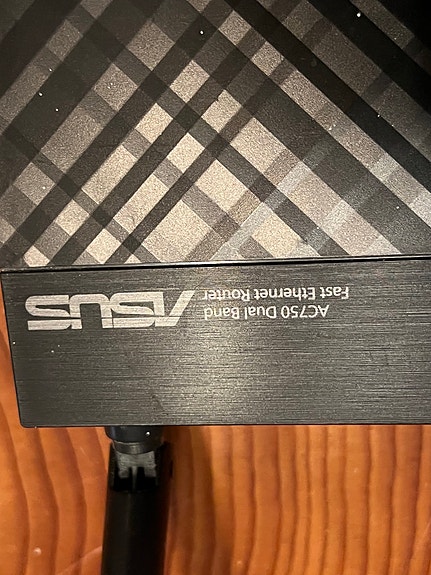 ASUS
AC750 Dual Band
Fast Ethernet Router